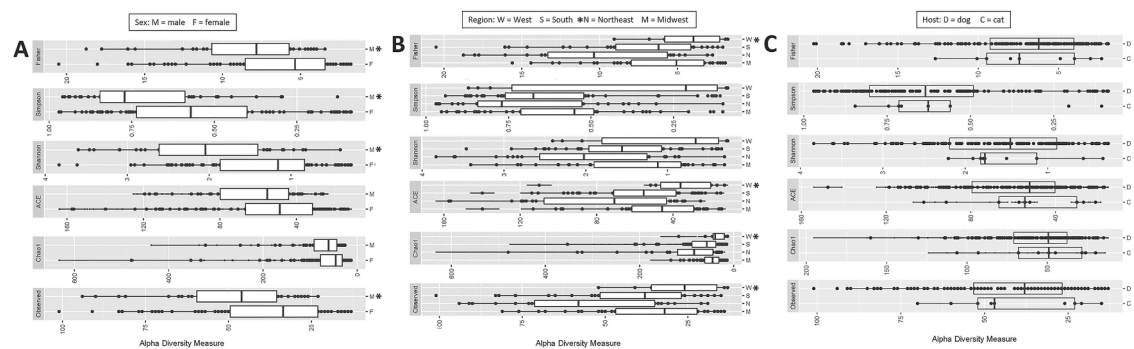 A
Sex: M = male F = female
Fisher
M *
F
20
15
10
5
Simpson
M *
F
1.00
0.75
0.50
0.25
Shannon
M *
F
4
3
2
1
ACE
M
F
160
120
80
40
Chao1
M
F
600
400
200
0
Observed
M *
F
100
75
50
25
Alpha Diversity Measure
B
Region: W = West S = South *N = Northeast M = Midwest
Fisher
W *
S
N
M
20
15
10
5
Simpson
W
S
N
M
1.00
0.75
0.50
0.25
Shannon
W
S
N
M
4
3
2
1
ACE
W *
S
N
M
160
120
80
40
Chao1
W *
S
N
M
600
400
200
0
Observed
W *
S
N
M
100
75
50
25
Alpha Diversity Measure
C
Host: D = dog C = cat
Fisher
D
C
20
15
10
5
Simpson
D
C
1.00
0.75
0.50
0.25
Shannon
D
C
4
3
2
1
ACE
D
C
160
120
80
40
Chao1
D
C
200
150
100
50
Observed
D
C
100
75
50
25
Alpha Diversity Measure